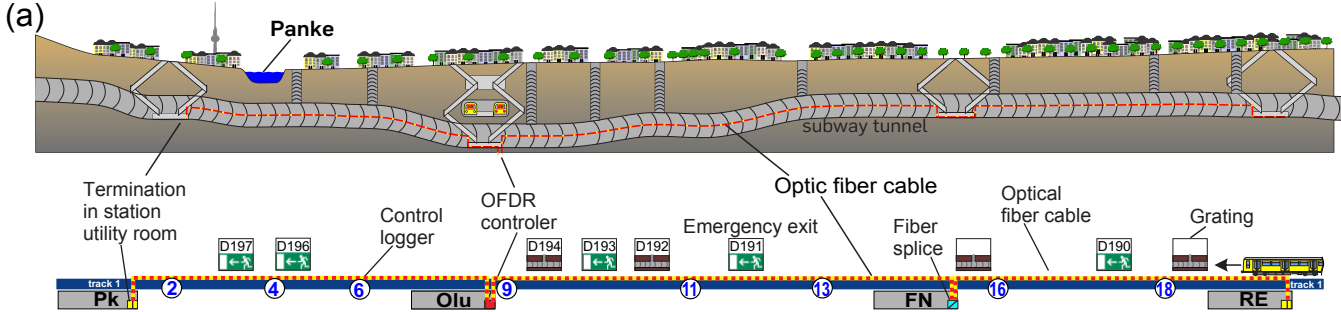 (a)
Panke
subway tunnel
Termination
in station
utility room
Control
logger
OFDR
controler
Optic fiber cable
Emergency exit
Fiber
splice
Optical
fiber cable
Grating
D197
D196
D194
D193
D192
D191
D190
track 1
2
4
6
9
11
13
16
18
track 1
Pk
Olu
FN
RE